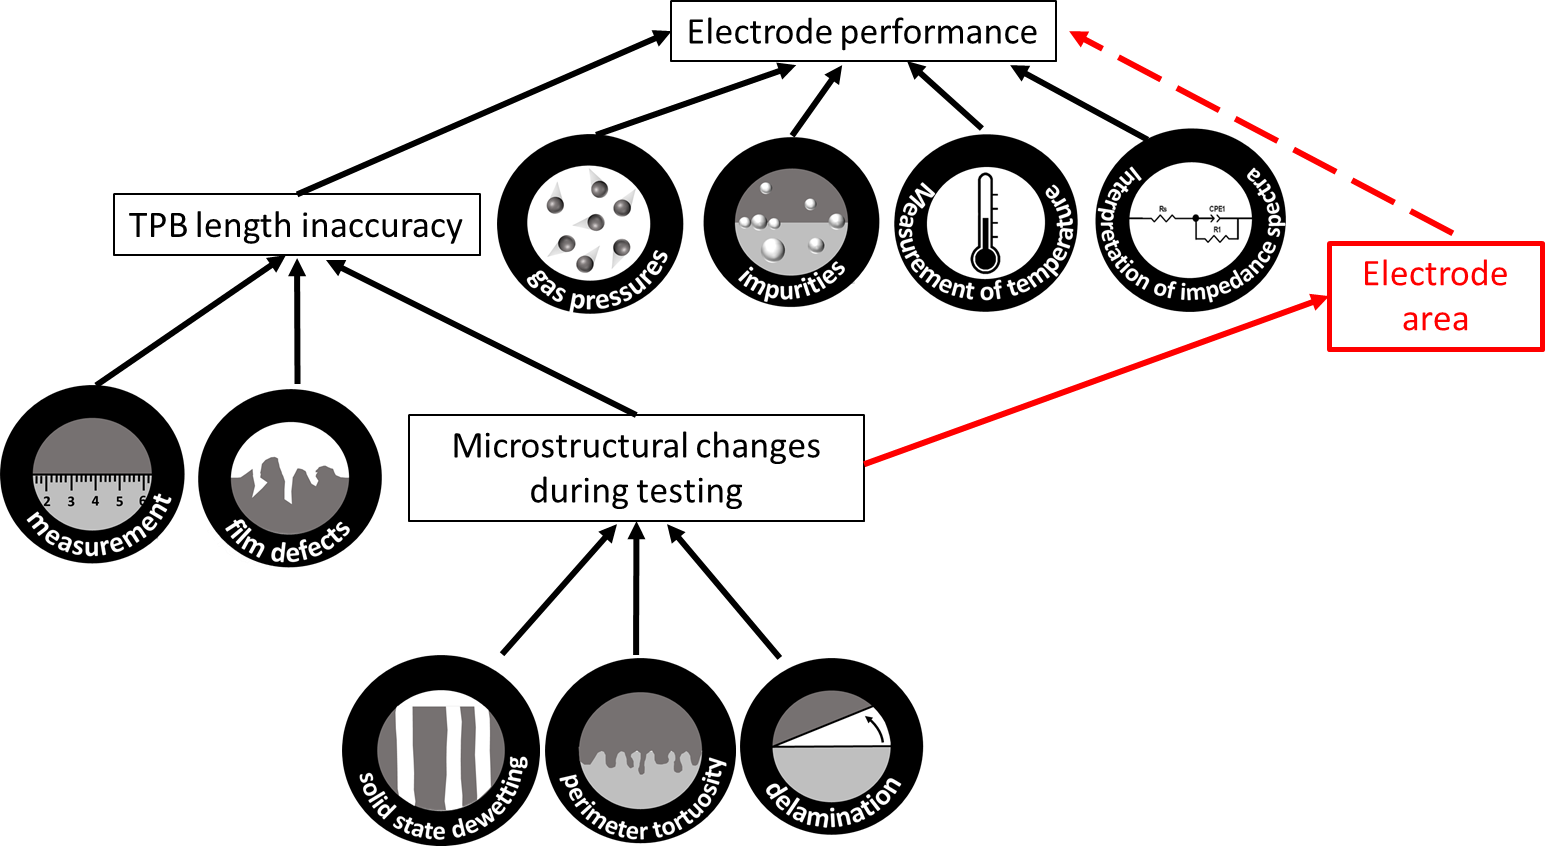 Electrode performance
TPB length inaccuracy
gas pressures
impurities
Measurement of temperature
Interpretation of impedance spectra
Rs
CPE1
R1
Electrode
area
2 3 4 5 6
measurement
film defects
Microstructural changes
during testing
solid state dewetting
perimeter tortuosity
delamination